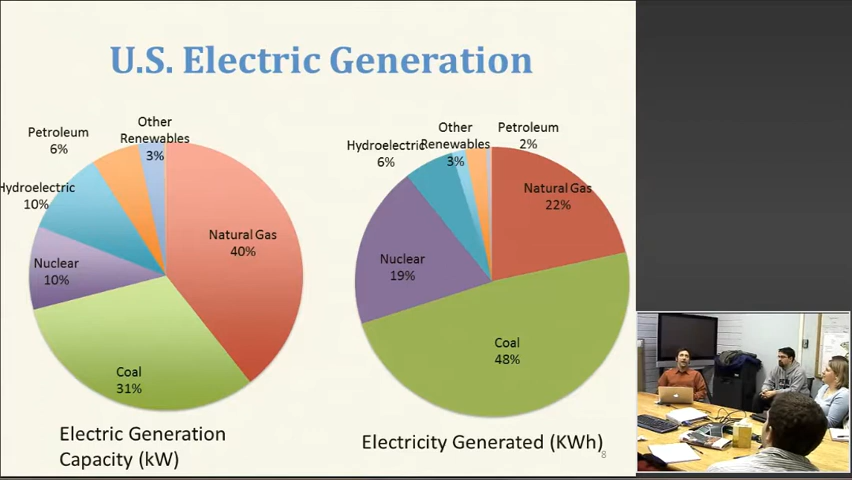 U.S. Electric Generation
Other
Renewables
3%
Petroleum
6%
Hydroelectric
10%
Nuclear
10%
Coal
31%
Natural Gas
40%
Electric Generation
Capacity (kW)
Other
Renewables
3%
Petroleum
2%
Hydroelectric
6%
Natural Gas
22%
Nuclear
19%
Coal
48%
Electricity Generated (KWh)
8